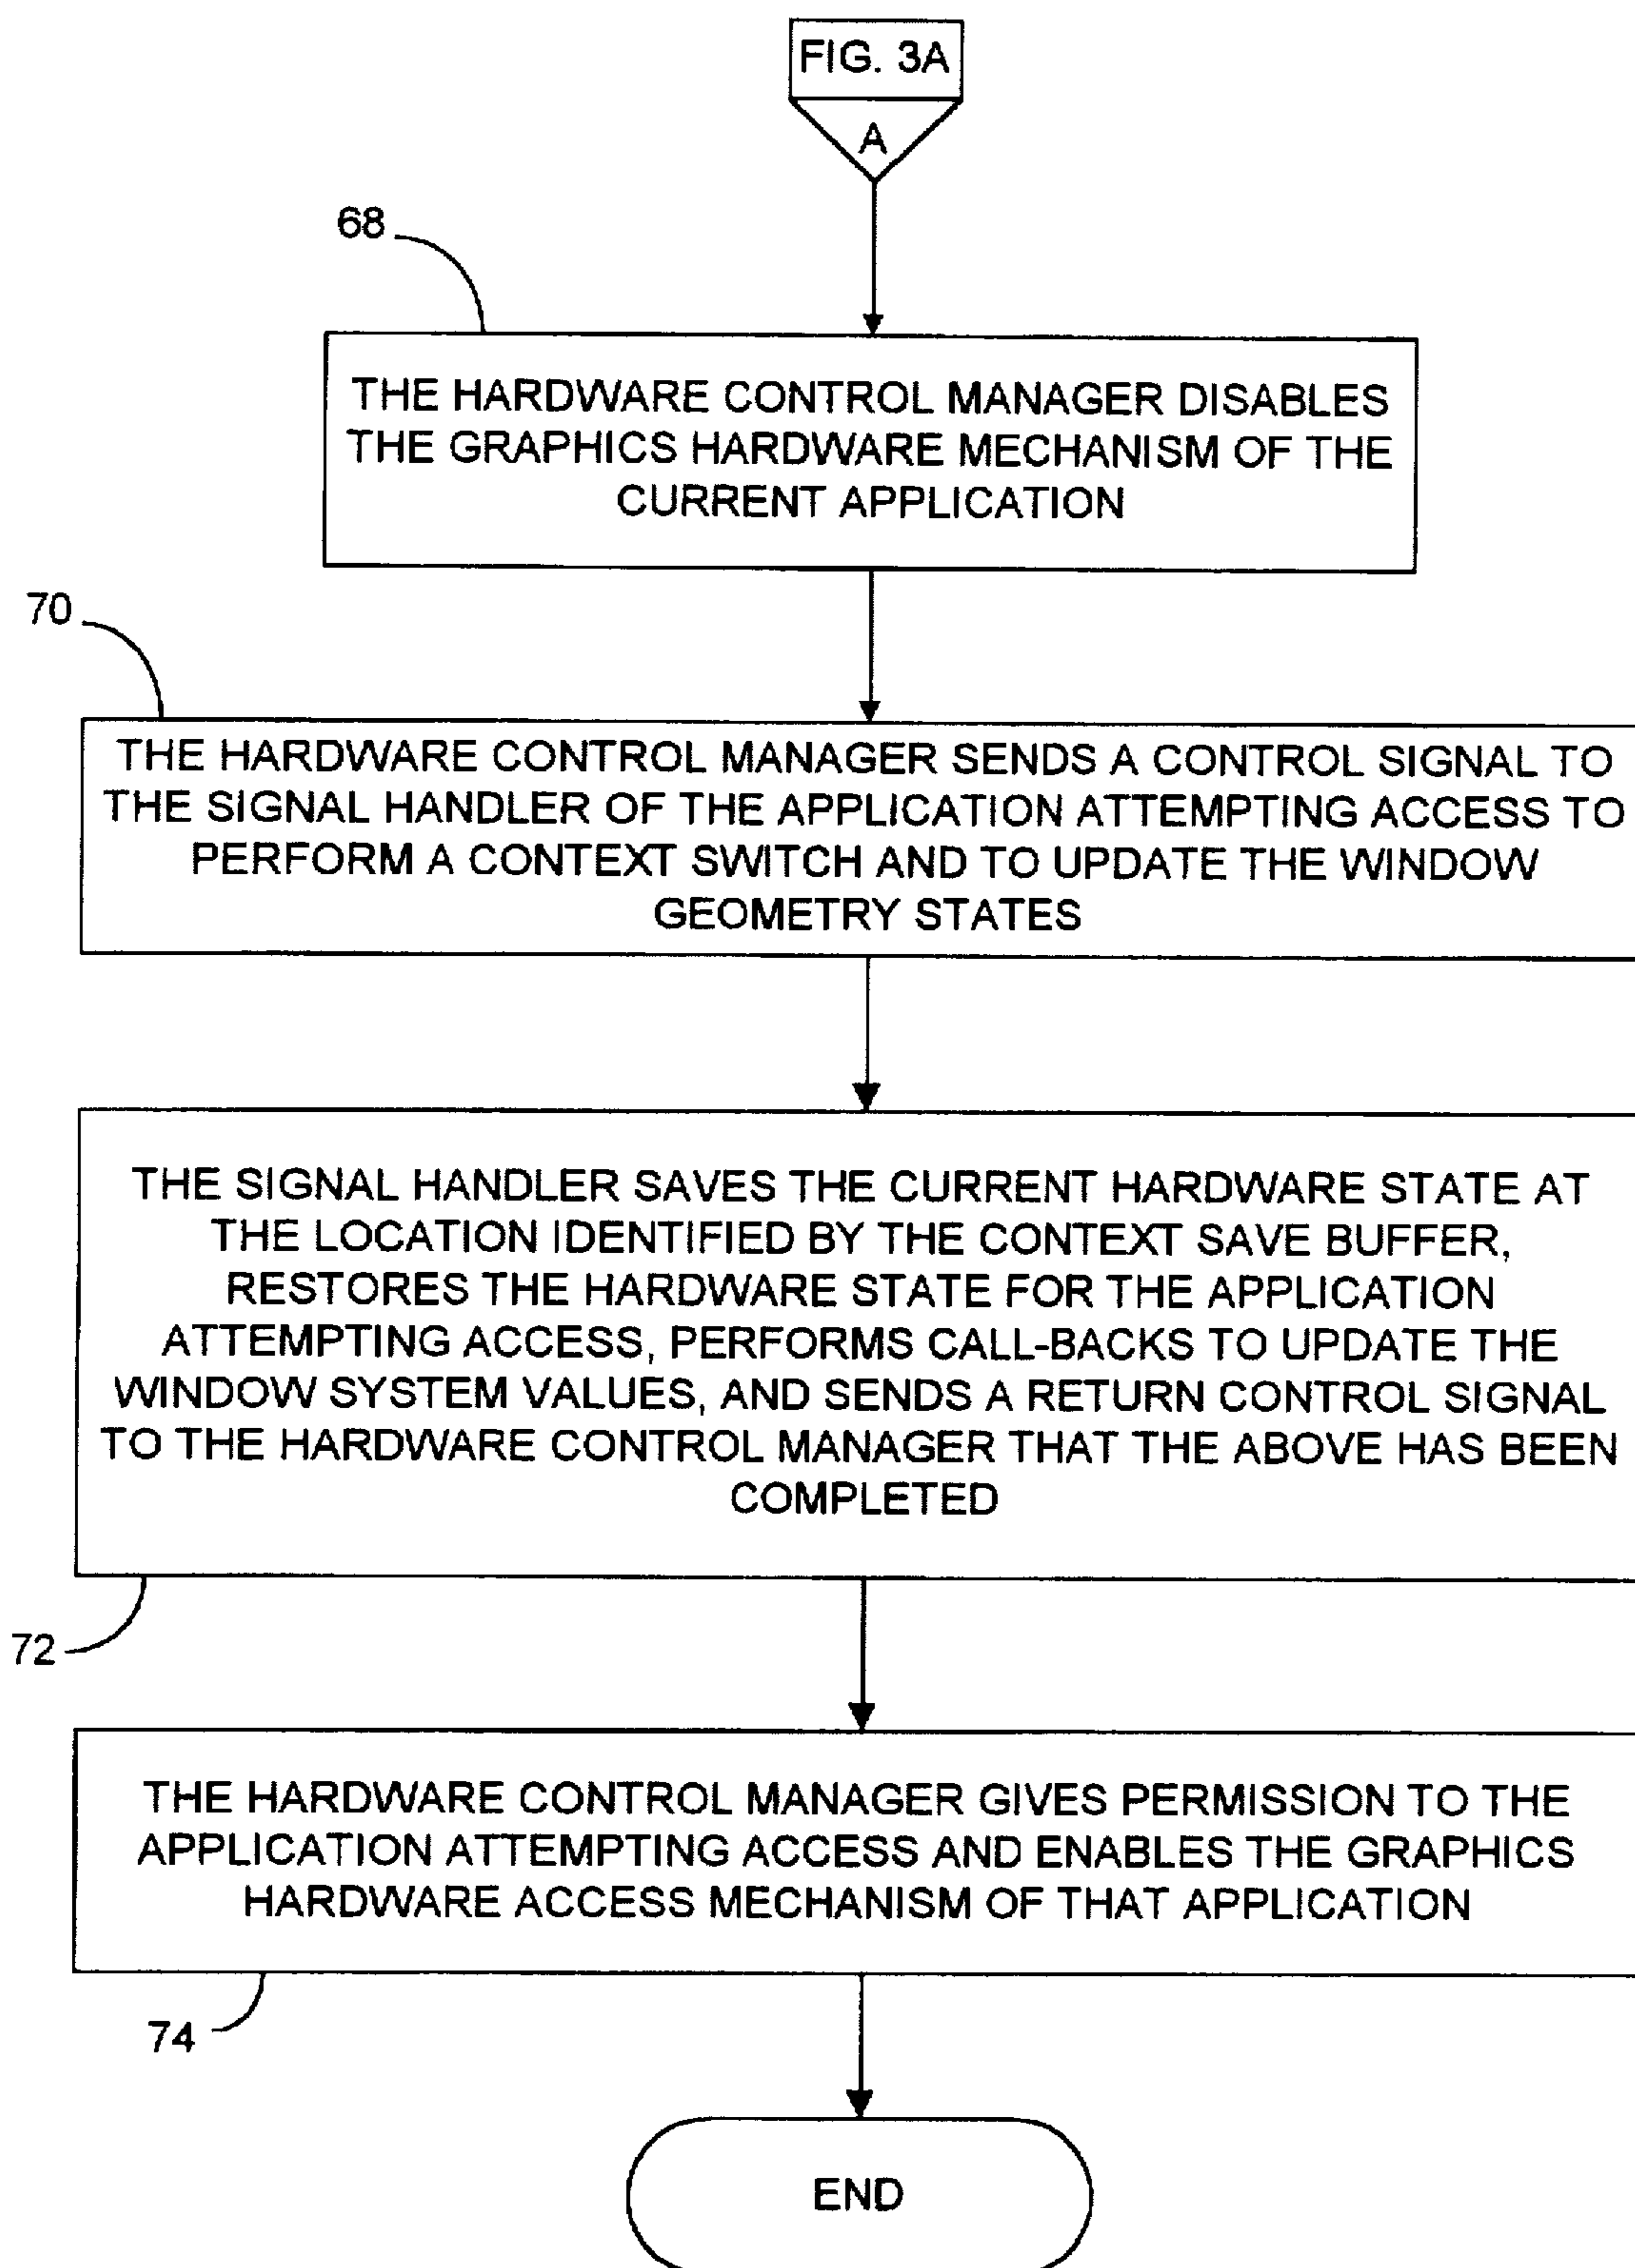 FIG. 3A
A
68
THE HARDWARE CONTROL MANAGER DISABLES
THE GRAPHICS HARDWARE MECHANISM OF THE
CURRENT APPLICATION
70
THE HARDWARE CONTROL MANAGER SENDS A CONTROL SIGNAL TO
THE SIGNAL HANDLER OF THE APPLICATION ATTEMPTING ACCESS TO
PERFORM A CONTEXT SWITCH AND TO UPDATE THE WINDOW
GEOMETRY STATES
THE SIGNAL HANDLER SAVES THE CURRENT HARDWARE STATE AT
THE LOCATION IDENTIFIED BY THE CONTEXT SAVE BUFFER,
RESTORES THE HARDWARE STATE FOR THE APPLICATION
ATTEMPTING ACCESS, PERFORMS CALL-BACKS TO UPDATE THE
WINDOW SYSTEM VALUES, AND SENDS A RETURN CONTROL SIGNAL
TO THE HARDWARE CONTROL MANAGER THAT THE ABOVE HAS BEEN
COMPLETED
72
THE HARDWARE CONTROL MANAGER GIVES PERMISSION TO THE
APPLICATION ATTEMPTING ACCESS AND ENABLES THE GRAPHICS
HARDWARE ACCESS MECHANISM OF THAT APPLICATION
74
END